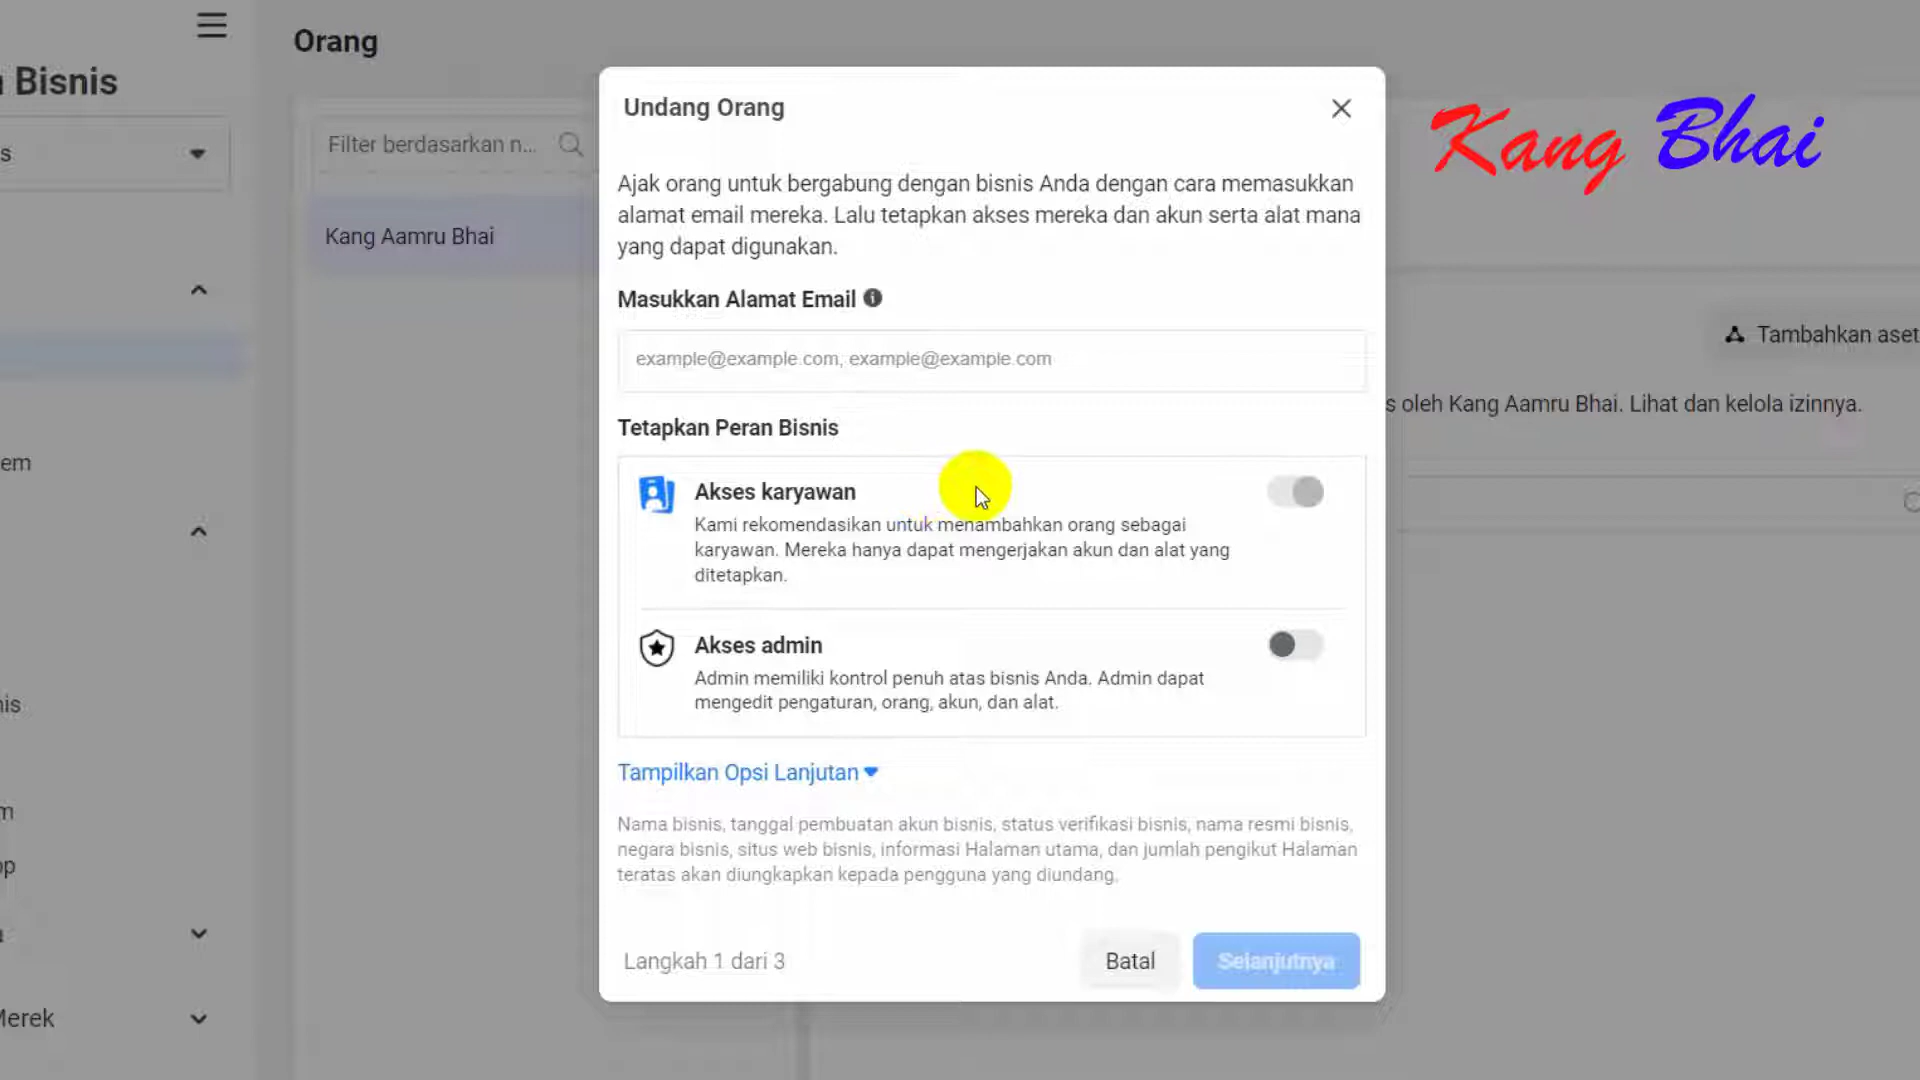 Orang
Bisnis
Filter berdasarkan n...
Kang Aamru Bhai
Undang Orang
Kang Bhai
Ajak orang untuk bergabung dengan bisnis Anda dengan cara memasukkan
alamat email mereka. Lalu tetapkan akses mereka dan akun serta alat mana
yang dapat digunakan.
Masukkan Alamat Email
example@example.com, example@example.com
Tambahkan aset
s oleh Kang Aamru Bhai. Lihat dan kelola izinnya.
Tetapkan Peran Bisnis
Akses karyawan
Kami rekomendasikan untuk menambahkan orang sebagai
karyawan. Mereka hanya dapat mengerjakan akun dan alat yang
ditetapkan.
Akses admin
Admin memiliki kontrol penuh atas bisnis Anda. Admin dapat
mengedit pengaturan, orang, akun, dan alat.
Tampilkan Opsi Lanjutan
Nama bisnis, tanggal pembuatan akun bisnis, status verifikasi bisnis, nama resmi bisnis,
negara bisnis, situs web bisnis, informasi Halaman utama, dan jumlah pengikut Halaman
teratas akan diungkapkan kepada pengguna yang diundang.
Langkah 1 dari 3
Batal
Selanjutnya
s
em
nis
m
op
Merek